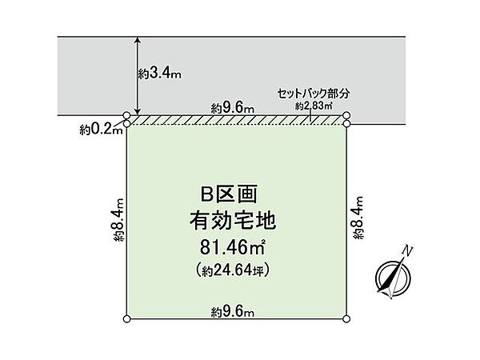 約3.4m
セットバック部分
約2.83㎡
約9.6m
約0.2m
約8.4m
B区画
有効宅地
81.46㎡
(約24.64坪)
約8.4m
N
約9.6m